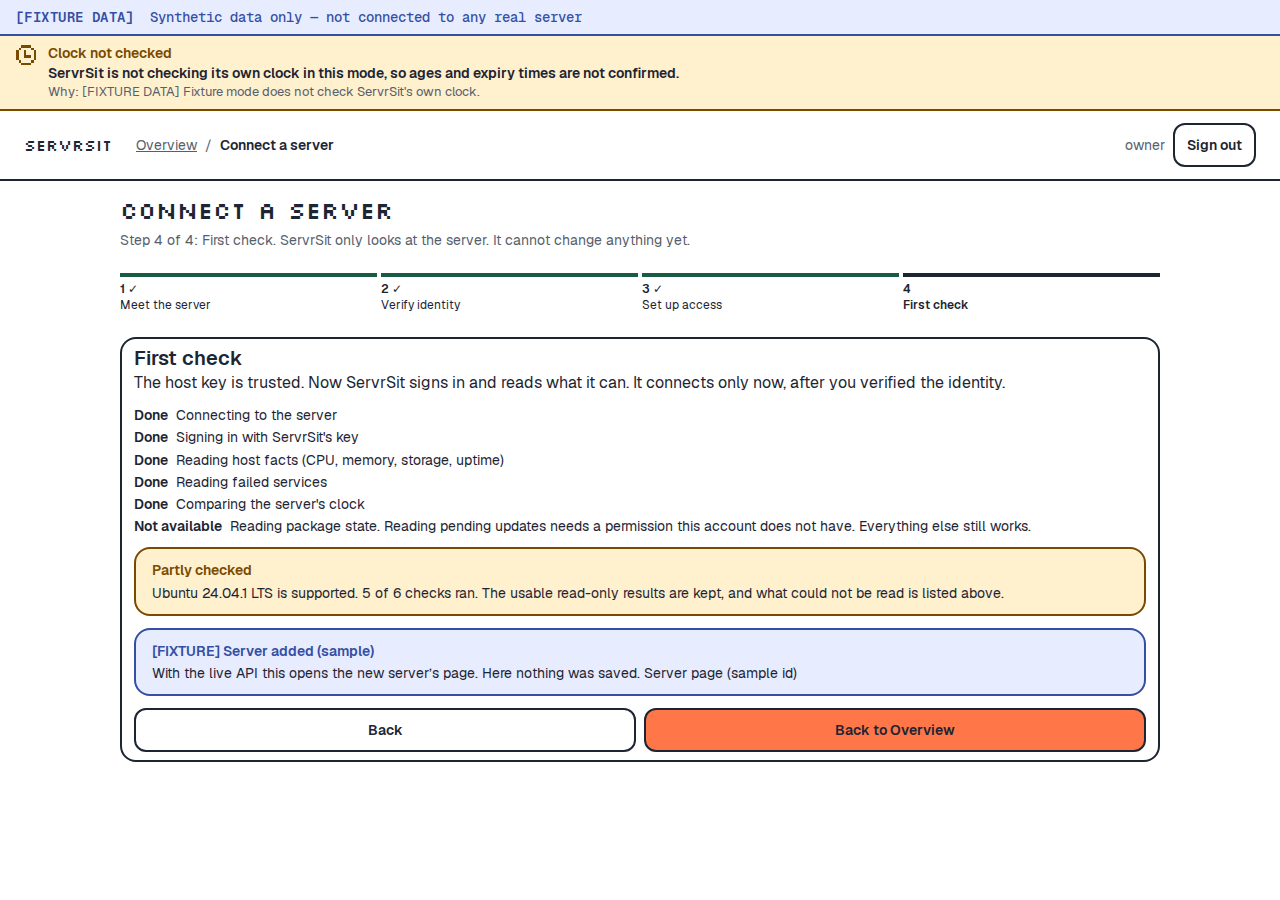 [FIXTURE DATA] Synthetic data only — not connected to any real server
Clock not checked
ServrSit is not checking its own clock in this mode, so ages and expiry times are not confirmed.
Why: [FIXTURE DATA] Fixture mode does not check ServrSit's own clock.
SERVRSIT
Overview / Connect a server
owner
Sign out
CONNECT A SERVER
Step 4 of 4: First check. ServrSit only looks at the server. It cannot change anything yet.
1 ✓
Meet the server
2 ✓
Verify identity
3 ✓
Set up access
4
First check
First check
The host key is trusted. Now ServrSit signs in and reads what it can. It connects only now, after you verified the identity.
Done Connecting to the server
Done Signing in with ServrSit's key
Done Reading host facts (CPU, memory, storage, uptime)
Done Reading failed services
Done Comparing the server's clock
Not available Reading package state. Reading pending updates needs a permission this account does not have. Everything else still works.
Partly checked
Ubuntu 24.04.1 LTS is supported. 5 of 6 checks ran. The usable read-only results are kept, and what could not be read is listed above.
[FIXTURE] Server added (sample)
With the live API this opens the new server's page. Here nothing was saved. Server page (sample id)
Back
Back to Overview